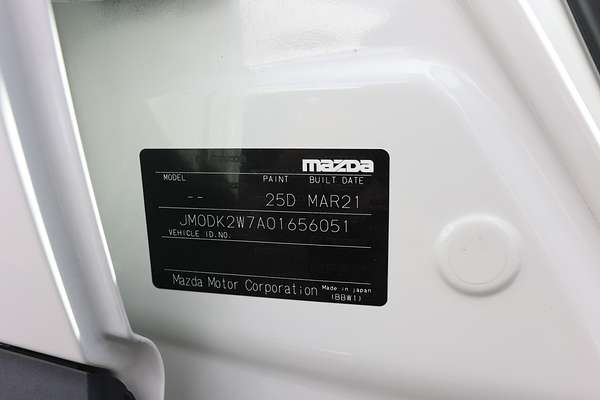 mazda
MODEL PAINT BUILT DATE
-- 25D MAR21
JM0DK2W7A01656051
VEHICLE ID.NO.
Mazda Motor Corporation Made in japan
(BBW1)